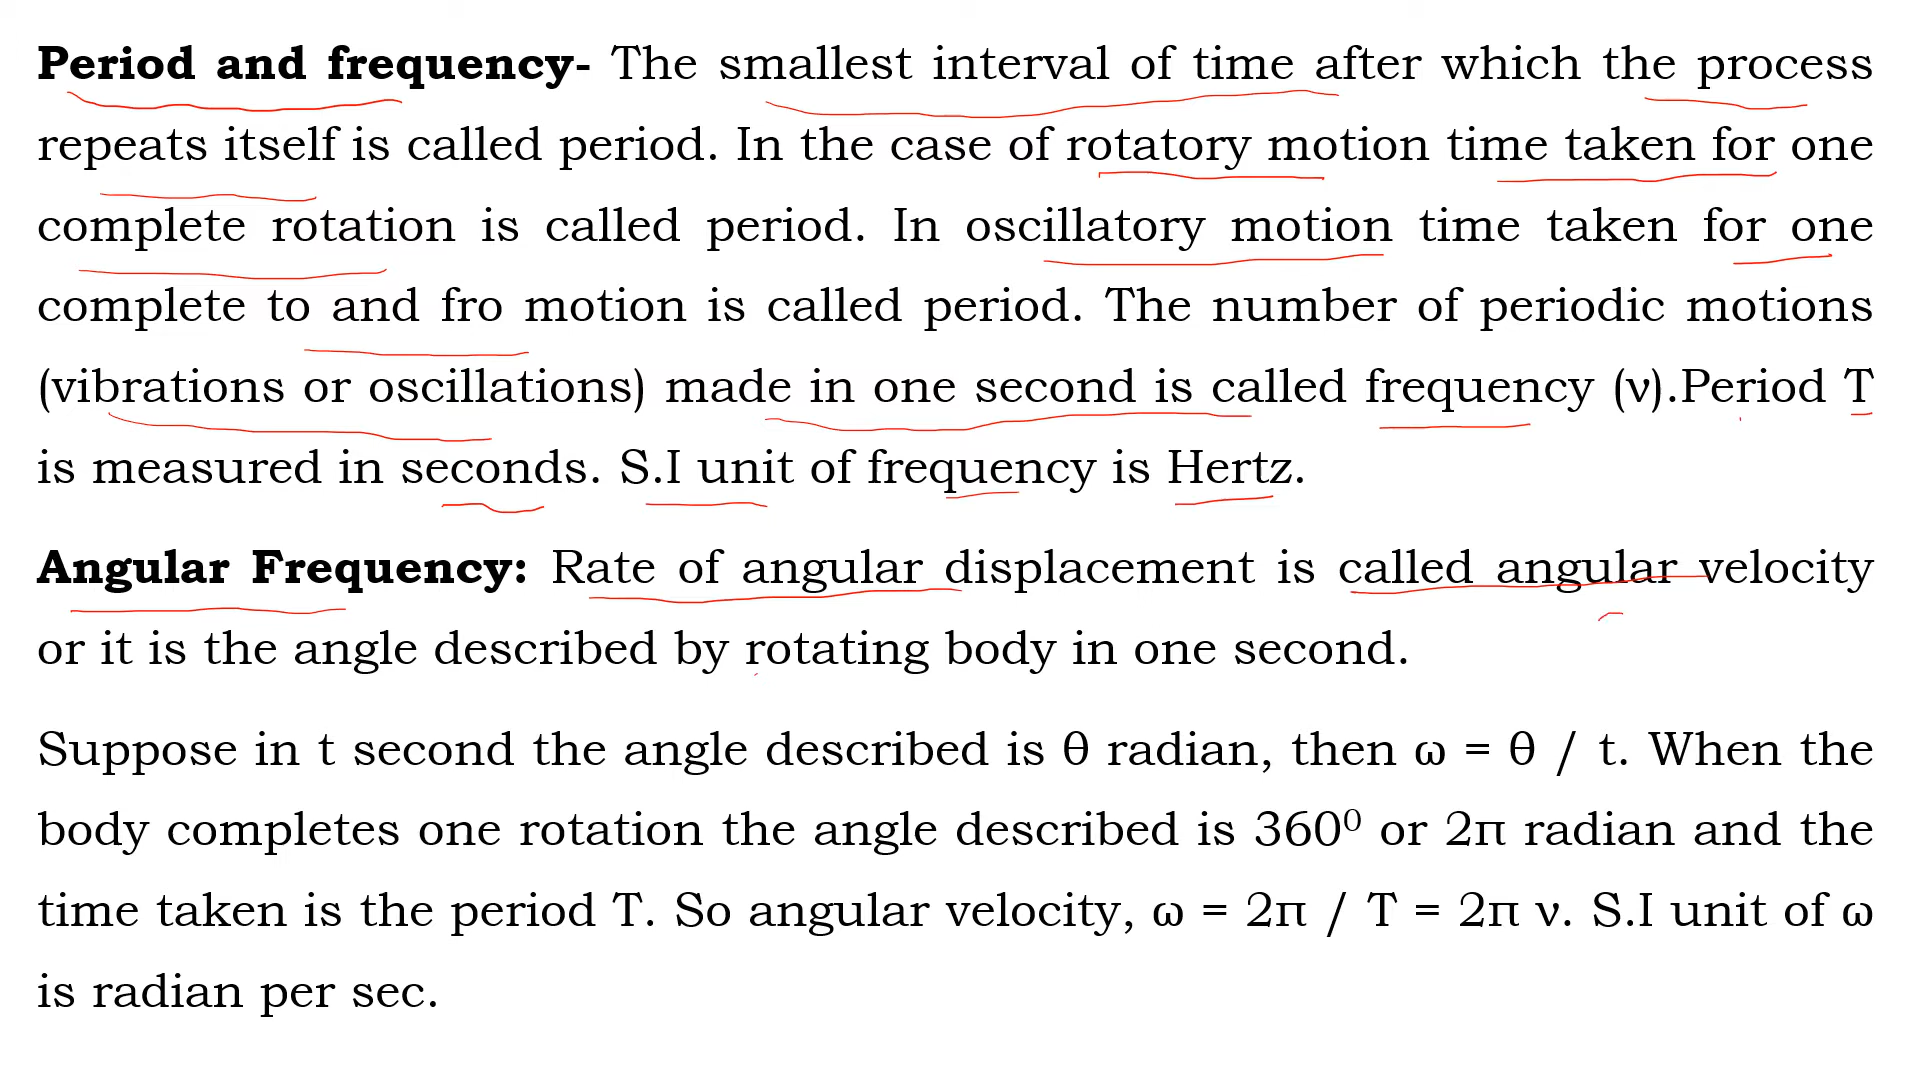 Period and frequency- The smallest interval of time after which the process
repeats itself is called period. In the case of rotatory motion time taken for one
complete rotation is called period. In oscillatory motion time taken for one
complete to and fro motion is called period. The number of periodic motions
(vibrations or oscillations) made in one second is called frequency (ν).Period T
is measured in seconds. S.I unit of frequency is Hertz.
Angular Frequency: Rate of angular displacement is called angular velocity
or it is the angle described by rotating body in one second.
Suppose in t second the angle described is θ radian, then ω = θ / t. When the
body completes one rotation the angle described is 360⁰ or 2π radian and the
time taken is the period T. So angular velocity, ω = 2π / T = 2π ν. S.I unit of ω
is radian per sec.